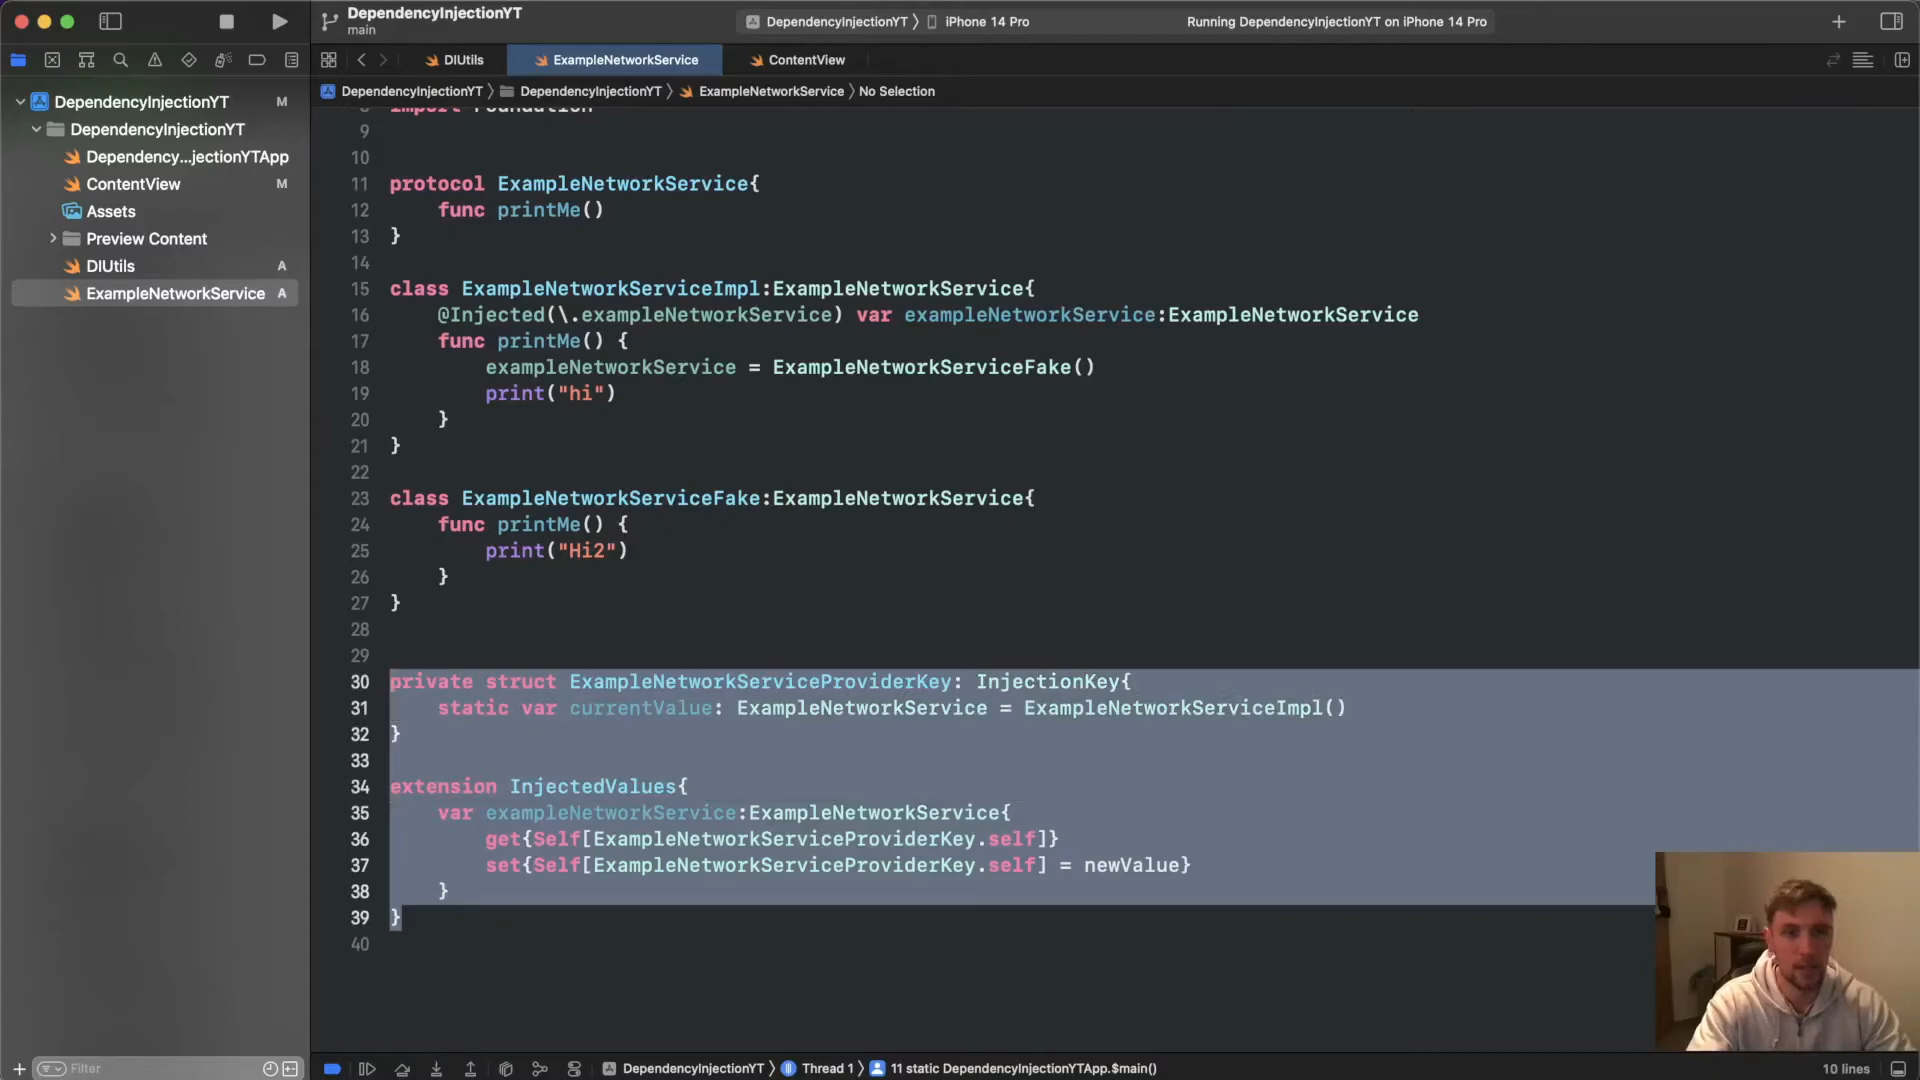 DependencyInjectionYT
main
DependencyInjectionYT
iPhone 14 Pro
Running DependencyInjectionYT on iPhone 14 Pro
DIUtils
ExampleNetworkService
ContentView
DependencyInjectionYT
DependencyInjectionYT
ExampleNetworkService
No Selection
DependencyInjectionYT M
DependencyInjectionYT
Dependency...jectionYTApp
ContentView M
Assets
Preview Content
DIUtils A
ExampleNetworkService A
8 import Foundation
9
10
11 protocol ExampleNetworkService{
12 func printMe()
13 }
14
15 class ExampleNetworkServiceImpl:ExampleNetworkService{
16 @Injected(\.exampleNetworkService) var exampleNetworkService:ExampleNetworkService
17 func printMe() {
18 exampleNetworkService = ExampleNetworkServiceFake()
19 print("hi")
20 }
21 }
22
23 class ExampleNetworkServiceFake:ExampleNetworkService{
24 func printMe() {
25 print("Hi2")
26 }
27 }
28
29
30 private struct ExampleNetworkServiceProviderKey: InjectionKey{
31 static var currentValue: ExampleNetworkService = ExampleNetworkServiceImpl()
32 }
33
34 extension InjectedValues{
35 var exampleNetworkService:ExampleNetworkService{
36 get{Self[ExampleNetworkServiceProviderKey.self]}
37 set{Self[ExampleNetworkServiceProviderKey.self] = newValue}
38 }
39 }
40
Filter
DependencyInjectionYT
Thread 1
11 static DependencyInjectionYTApp.$main()
10 lines